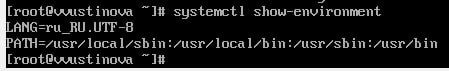 [root@vvustinova ~]# systemctl show-environment
LANG=ru_RU.UTF-8
PATH=/usr/local/sbin:/usr/local/bin:/usr/sbin:/usr/bin
[root@vvustinova ~]#